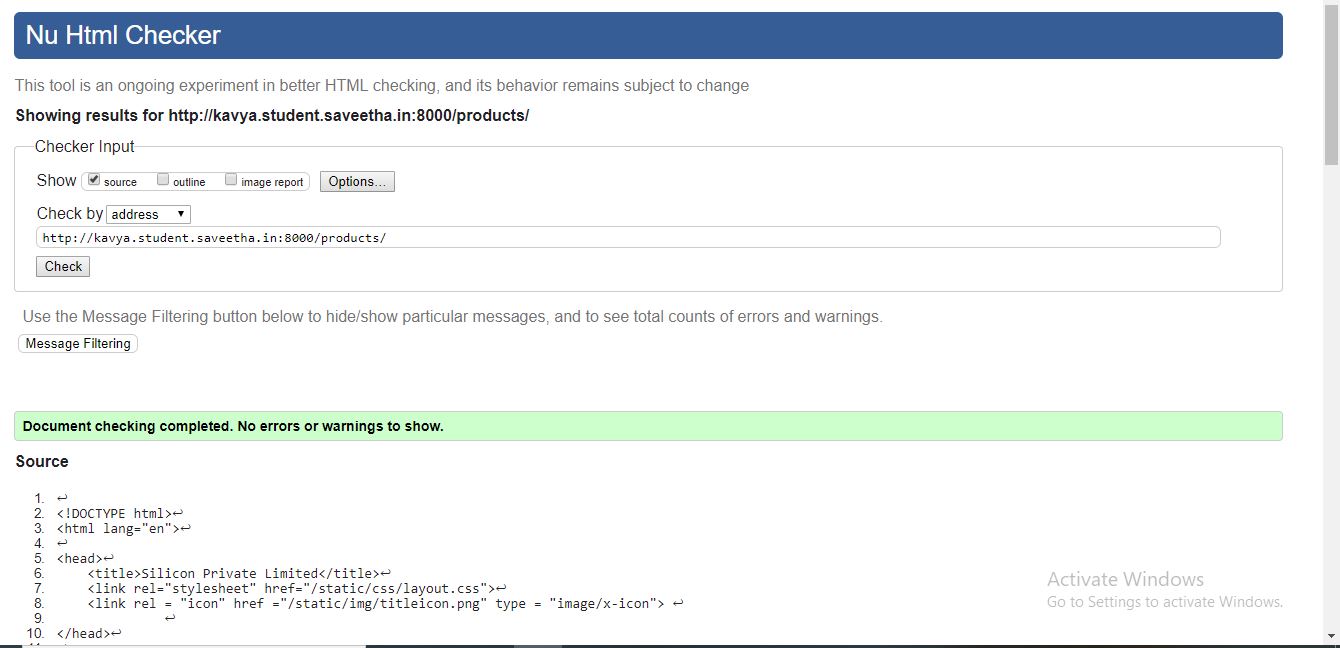 Nu Html Checker
This tool is an ongoing experiment in better HTML checking, and its behavior remains subject to change
Showing results for http://kavya.student.saveetha.in:8000/products/
Checker Input
Show source outline image report Options...
Check by address
http://kavya.student.saveetha.in:8000/products/
Check
Use the Message Filtering button below to hide/show particular messages, and to see total counts of errors and warnings.
Message Filtering
Document checking completed. No errors or warnings to show.
Source
1. ↩
2. <!DOCTYPE html>↩
3. <html lang="en">↩
4. ↩
5. <head>↩
6. <title>Silicon Private Limited</title>↩
7. <link rel="stylesheet" href="/static/css/layout.css">↩
8. <link rel = "icon" href ="/static/img/titleicon.png" type = "image/x-icon"> ↩
9. ↩
10. </head>↩
Activate Windows
Go to Settings to activate Windows.